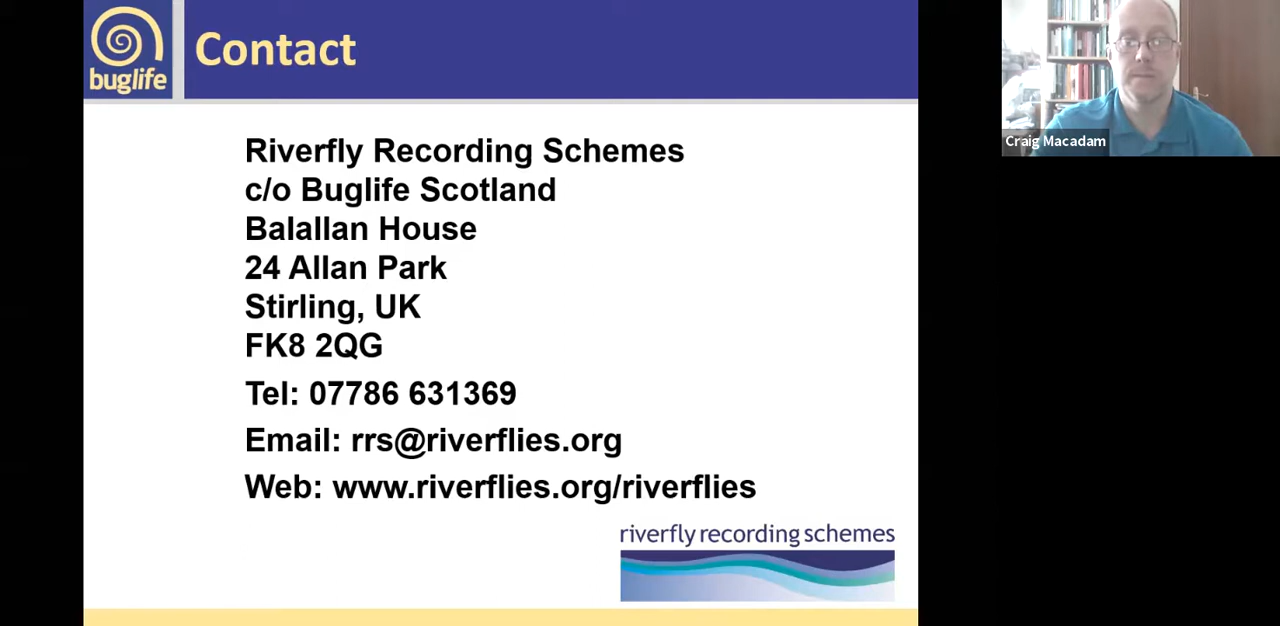 buglife
Contact
Riverfly Recording Schemes
c/o Buglife Scotland
Balallan House
24 Allan Park
Stirling, UK
FK8 2QG
Tel: 07786 631369
Email: rrs@riverflies.org
Web: www.riverflies.org/riverflies
riverfly recording schemes
Craig Macadam